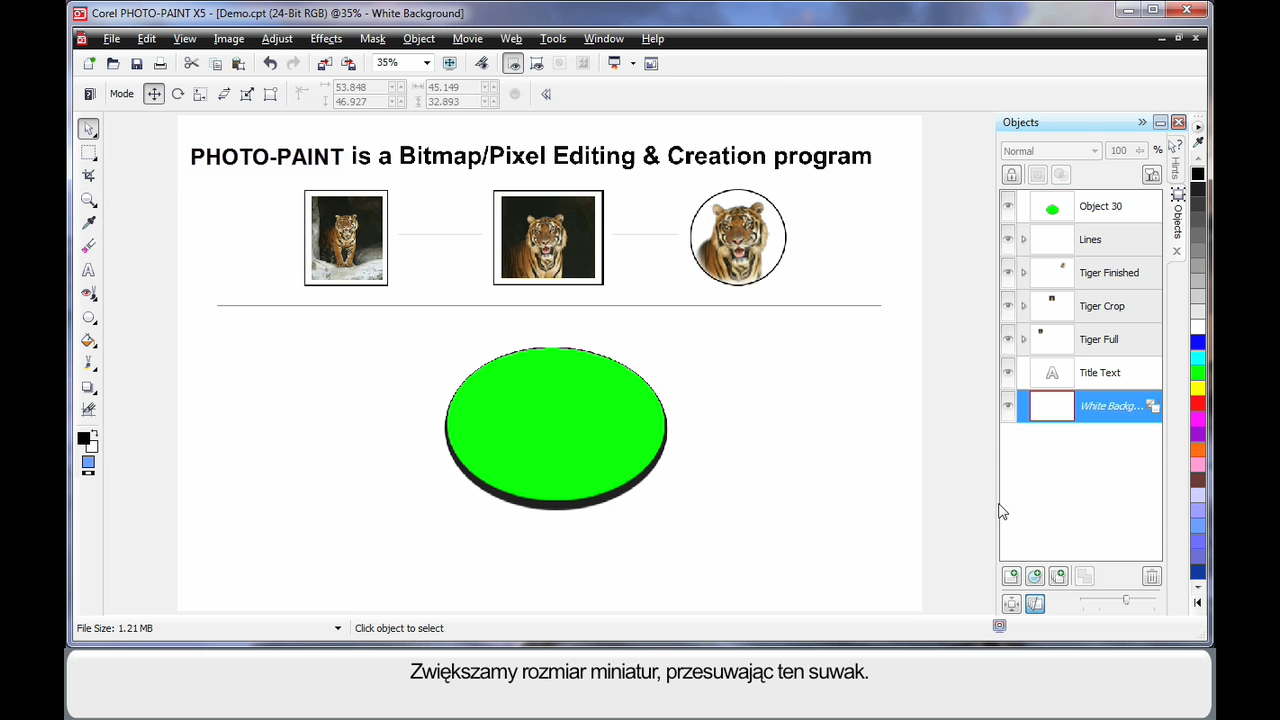 Corel PHOTO-PAINT X5 - [Demo.cpt (24-Bit RGB) @35% - White Background]
File Edit View Image Adjust Effects Mask Object Movie Web Tools Window Help
35%
Mode 53.848 45.149
46.927 32.893
Objects
Normal 100 %
PHOTO-PAINT is a Bitmap/Pixel Editing & Creation program
Hints
Objects
Object 30
Lines
Tiger Finished
Tiger Crop
Tiger Full
A Title Text
White Backg...
File Size: 1.21 MB Click object to select
Zwiększamy rozmiar miniatur, przesuwając ten suwak.